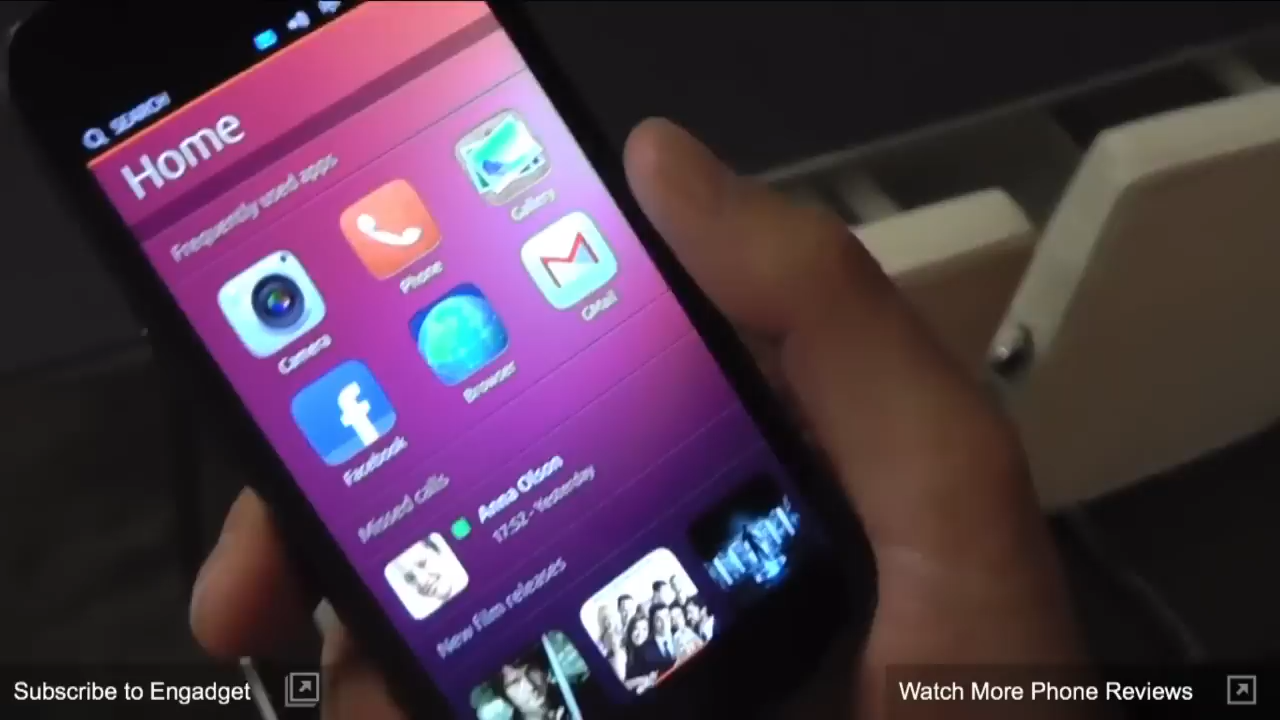 SEARCH
Home
Frequently used apps
Camera
Phone
Gallery
Facebook
Browser
GMail
Missed calls
Anna Olson
17:52 - Yesterday
New film releases
Subscribe to Engadget
Watch More Phone Reviews